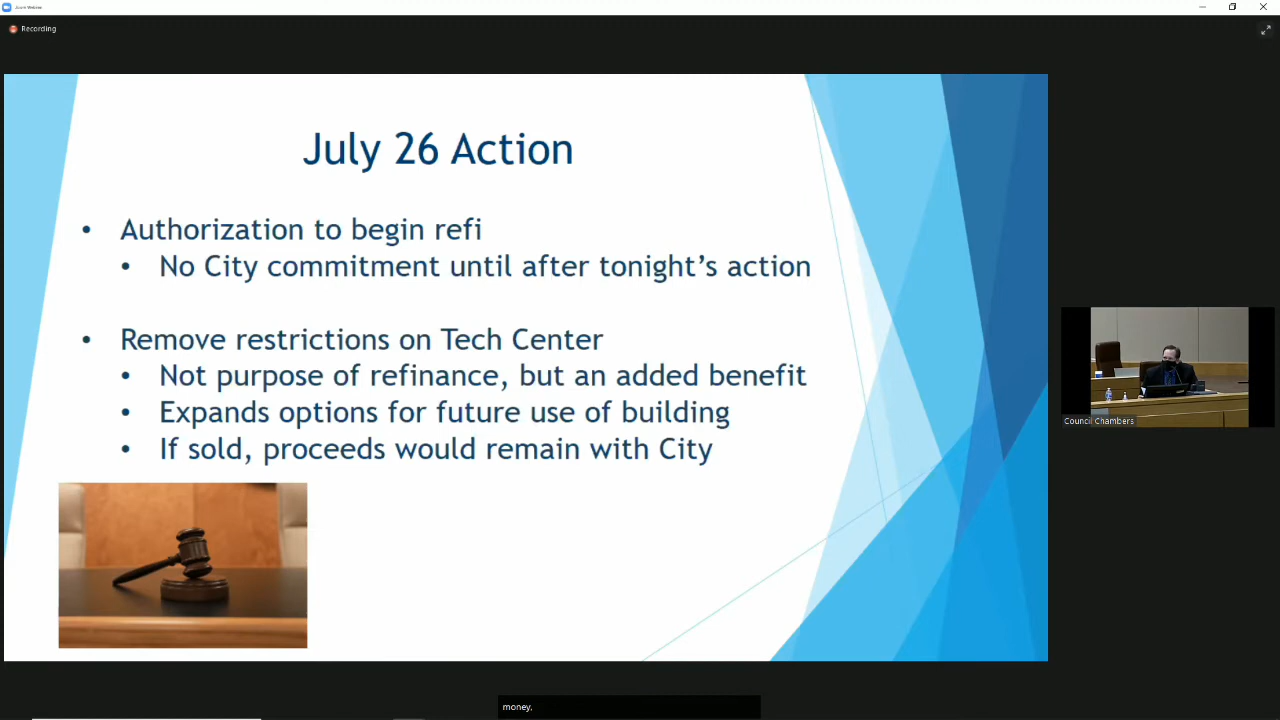 Zoom Webinar
Recording
July 26 Action
• Authorization to begin refi
• No City commitment until after tonight's action
• Remove restrictions on Tech Center
• Not purpose of refinance, but an added benefit
• Expands options for future use of building
• If sold, proceeds would remain with City
Council Chambers
money,